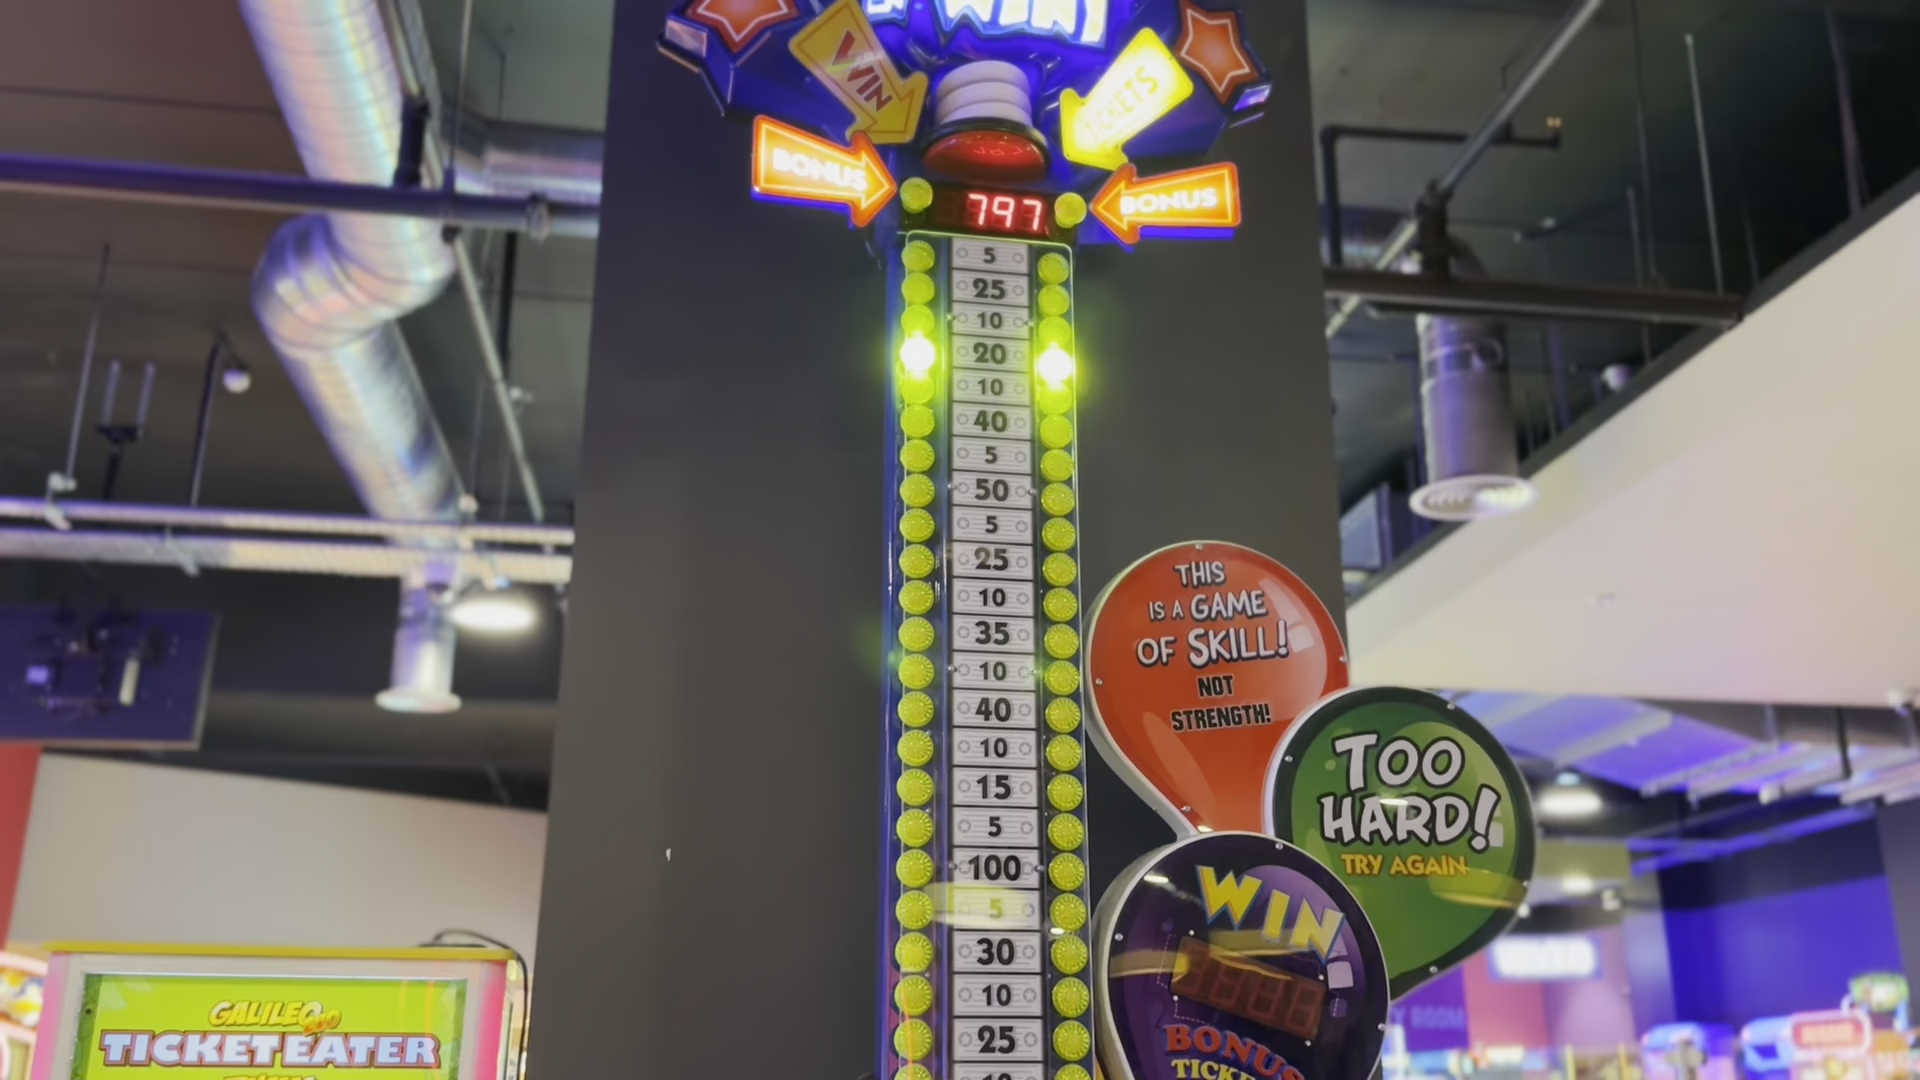 WIN!
WIN
TICKETS
BONUS
BONUS
797
5
25
10
20
10
40
5
50
5
25
10
35
10
40
10
15
5
100
5
30
10
25
THIS
IS A GAME
OF SKILL!
NOT
STRENGTH!
TOO
HARD!
TRY AGAIN
WIN
BONUS
GALILEO
TICKET EATER
ROOM